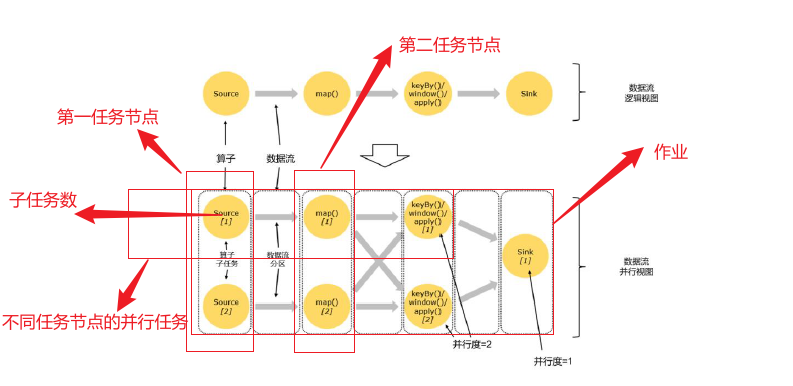 第二任务节点
Source
map()
keyBy()/
window()/
apply()
Sink
数据流
逻辑视图
第一任务节点
算子
数据流
作业
子任务数
Source
[1]
map()
[1]
keyBy()/
window()/
apply()
[1]
算子
子任务
数据流
分区
Sink
[1]
数据流
并行视图
不同任务节点的并行任务
Source
[2]
map()
[2]
keyBy()/
window()/
apply()
[2]
并行度=2
并行度=1